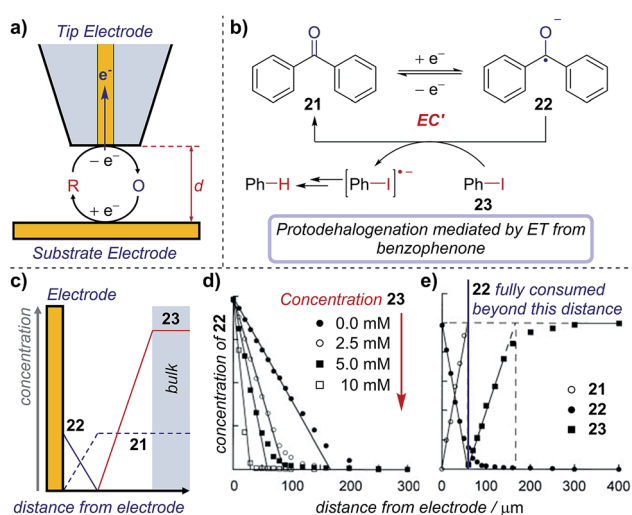 a)
Tip Electrode
e-
− e−
R
O
d
+ e−
Substrate Electrode
b)
O
21
+ e−
− e−
O−
•
22
EC'
Ph−H
[Ph−I]•−
Ph−I
23
Protodehalogenation mediated by ET from
benzophenone
c)
Electrode
concentration
22
21
23
bulk
distance from electrode
d)
concentration of 22
Concentration 23
0.0 mM
2.5 mM
5.0 mM
10 mM
0
100
200
300
e)
22 fully consumed
beyond this distance
21
22
23
0
100
200
300
400
distance from electrode / μm